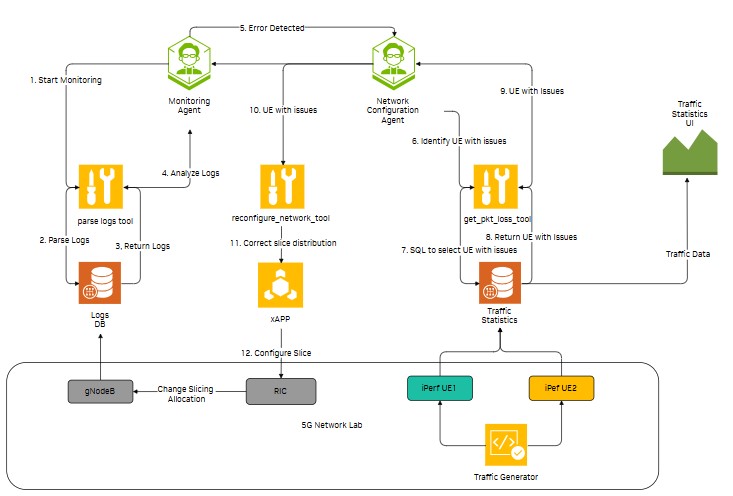 5. Error Detected
1. Start Monitoring
Monitoring
Agent
Network
Configuration
Agent
9. UE with Issues
10. UE with issues
Traffic
Statistics
UI
6. Identify UE with issues
4. Analyze Logs
parse logs tool
reconfigure_network_tool
get_pkt_loss_tool
2. Parse Logs
3. Return Logs
11. Correct slice distribution
8. Return UE with Issues
7. SQL to select UE with issues
Traffic Data
Logs
DB
xAPP
Traffic
Statistics
12. Configure Slice
gNodeB
Change Slicing
Allocation
RIC
iPerf UE1
iPef UE2
5G Network Lab
Traffic Generator